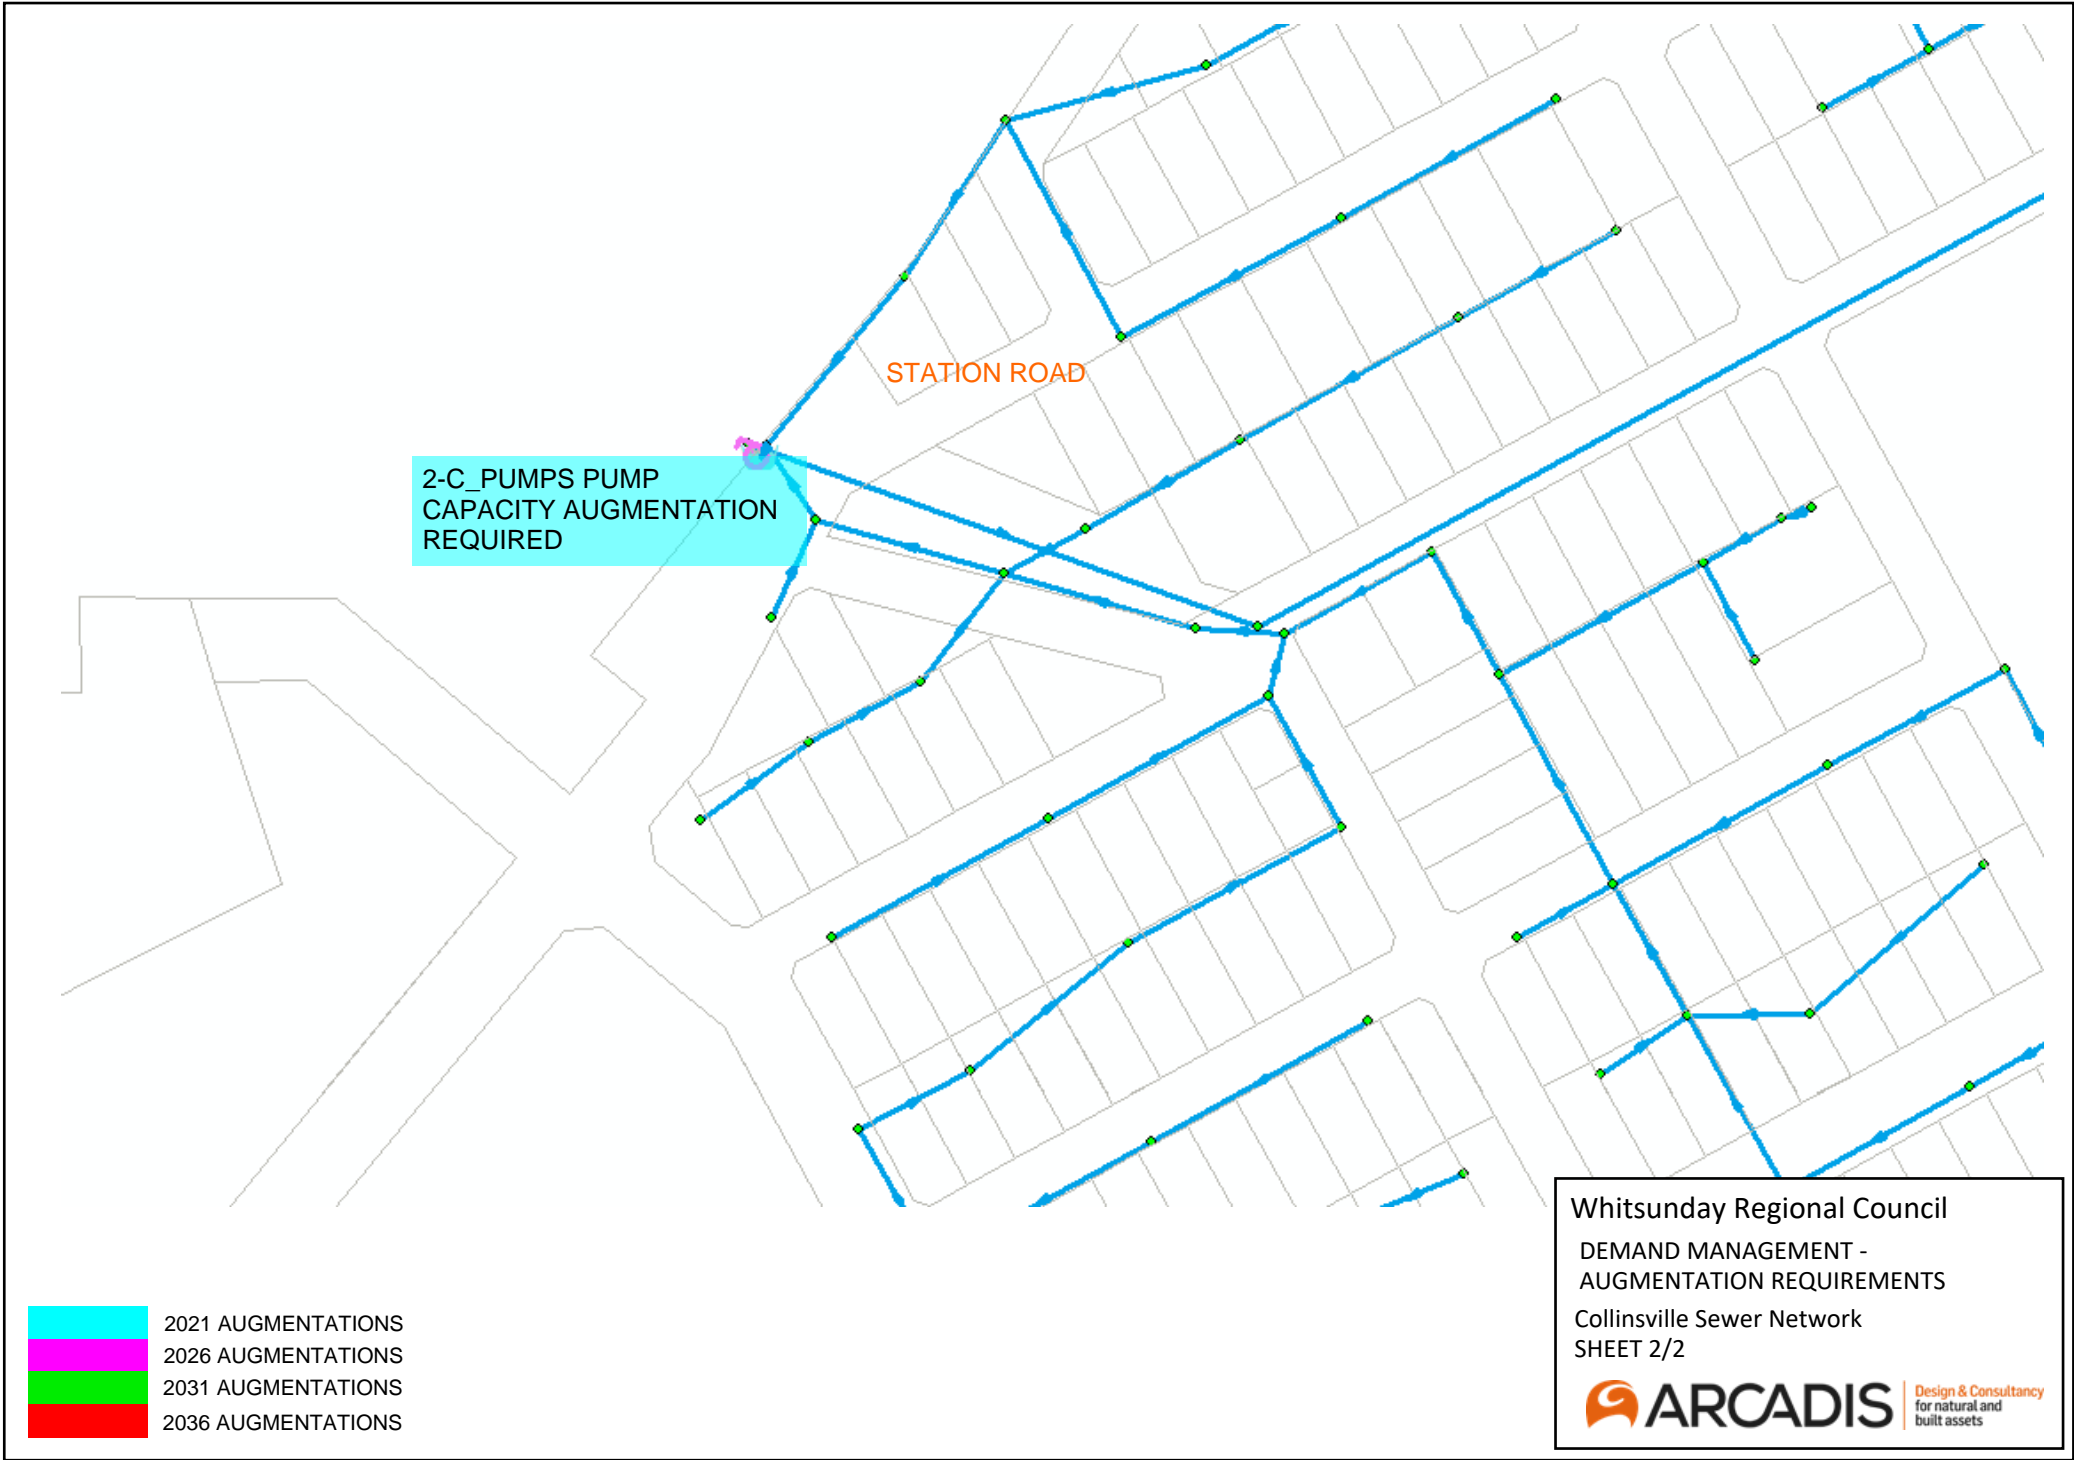 STATION ROAD
2-C_PUMPS PUMP
CAPACITY AUGMENTATION
REQUIRED
2021 AUGMENTATIONS
2026 AUGMENTATIONS
2031 AUGMENTATIONS
2036 AUGMENTATIONS
Whitsunday Regional Council
DEMAND MANAGEMENT -
AUGMENTATION REQUIREMENTS
Collinsville Sewer Network
SHEET 2/2
ARCADIS
Design & Consultancy
for natural and
built assets